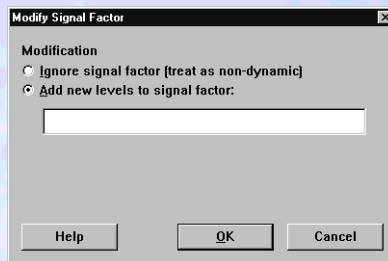 Modify Signal Factor
Modification
Ignore signal factor (treat as non-dynamic)
Add new levels to signal factor:
Help
OK
Cancel